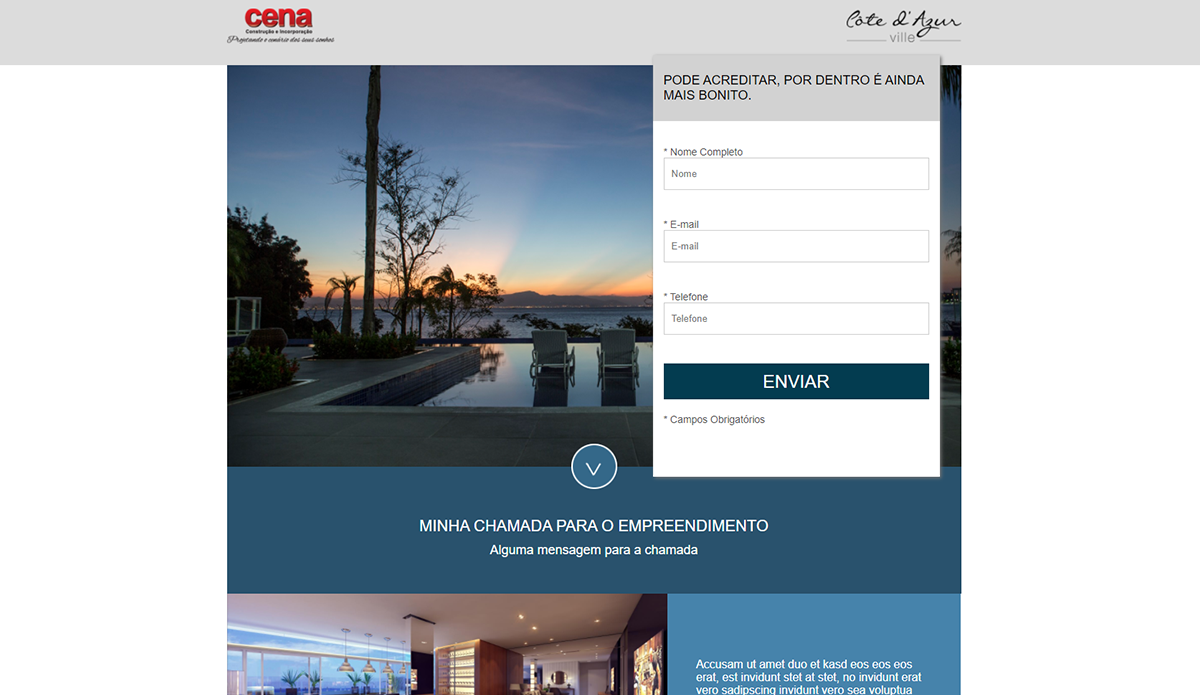 cena
Construção e Incorporação
Projetando o cenário dos seus sonhos
Côte d'Azur
ville
PODE ACREDITAR, POR DENTRO É AINDA
MAIS BONITO.
* Nome Completo
Nome
* E-mail
E-mail
* Telefone
Telefone
ENVIAR
* Campos Obrigatórios
MINHA CHAMADA PARA O EMPREENDIMENTO
Alguma mensagem para a chamada
Accusam ut amet duo et kasd eos eos eos
erat, est invidunt stet at stet, no invidunt erat
vero sadipscing invidunt vero sea voluptua